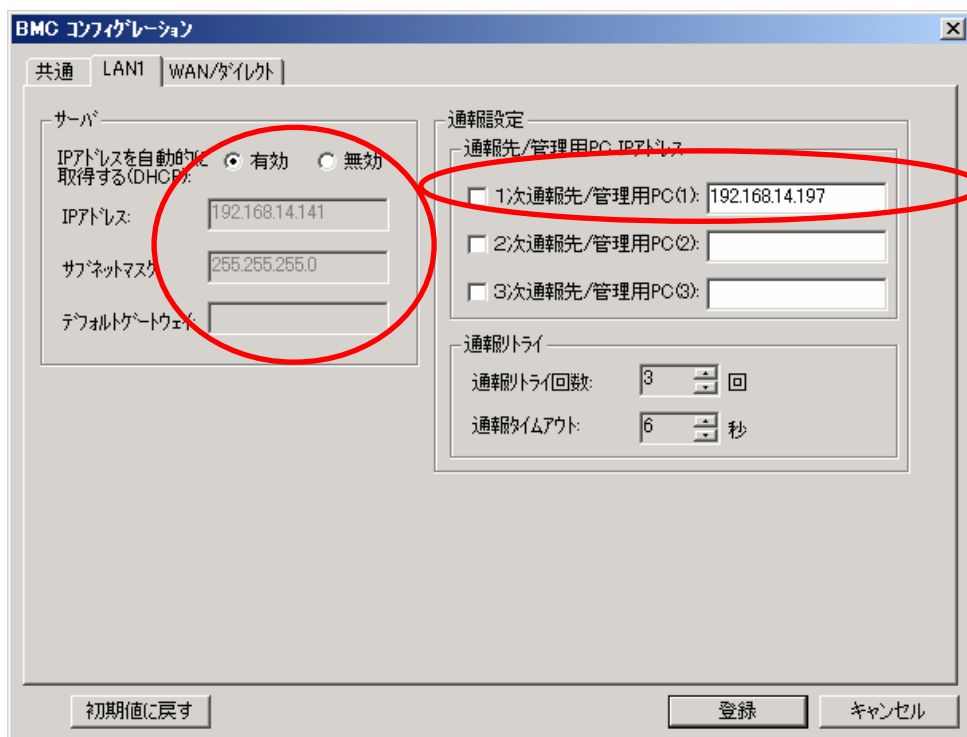 BMC コンフィグレーション
共通 LAN1 WAN/ダイレクト
サーバ
IPアドレスを自動的に
取得する(DHCP):
有効 無効
IPアドレス: 192.168.14.141
サブネットマスク 255.255.255.0
デフォルトゲートウェイ:
通報設定
通報先/管理用PC IPアドレス
1次通報先/管理用PC(1): 192.168.14.197
2次通報先/管理用PC(2):
3次通報先/管理用PC(3):
通報リトライ
通報リトライ回数: 3 回
通報タイムアウト: 6 秒
初期値に戻す 登録 キャンセル